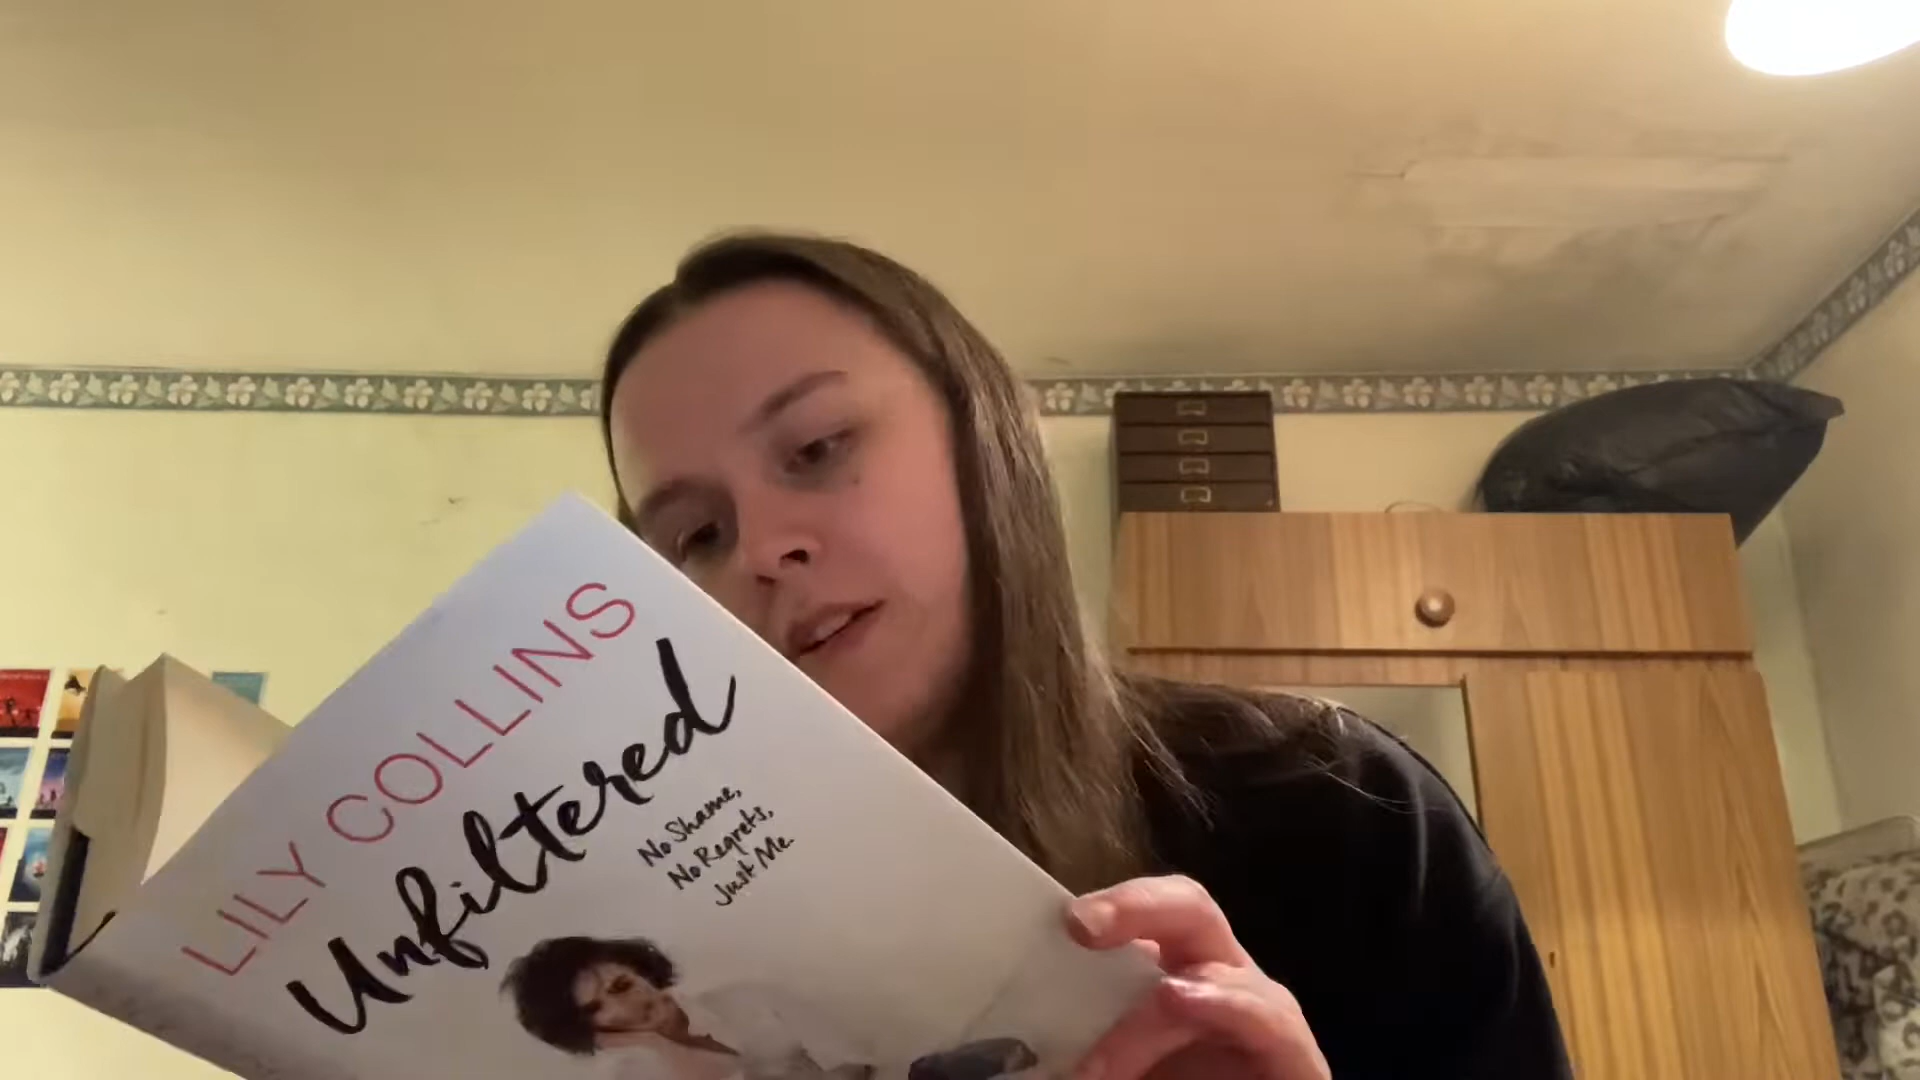 LILY COLLINS
Unfiltered
No Shame,
No Regrets,
Just Me.